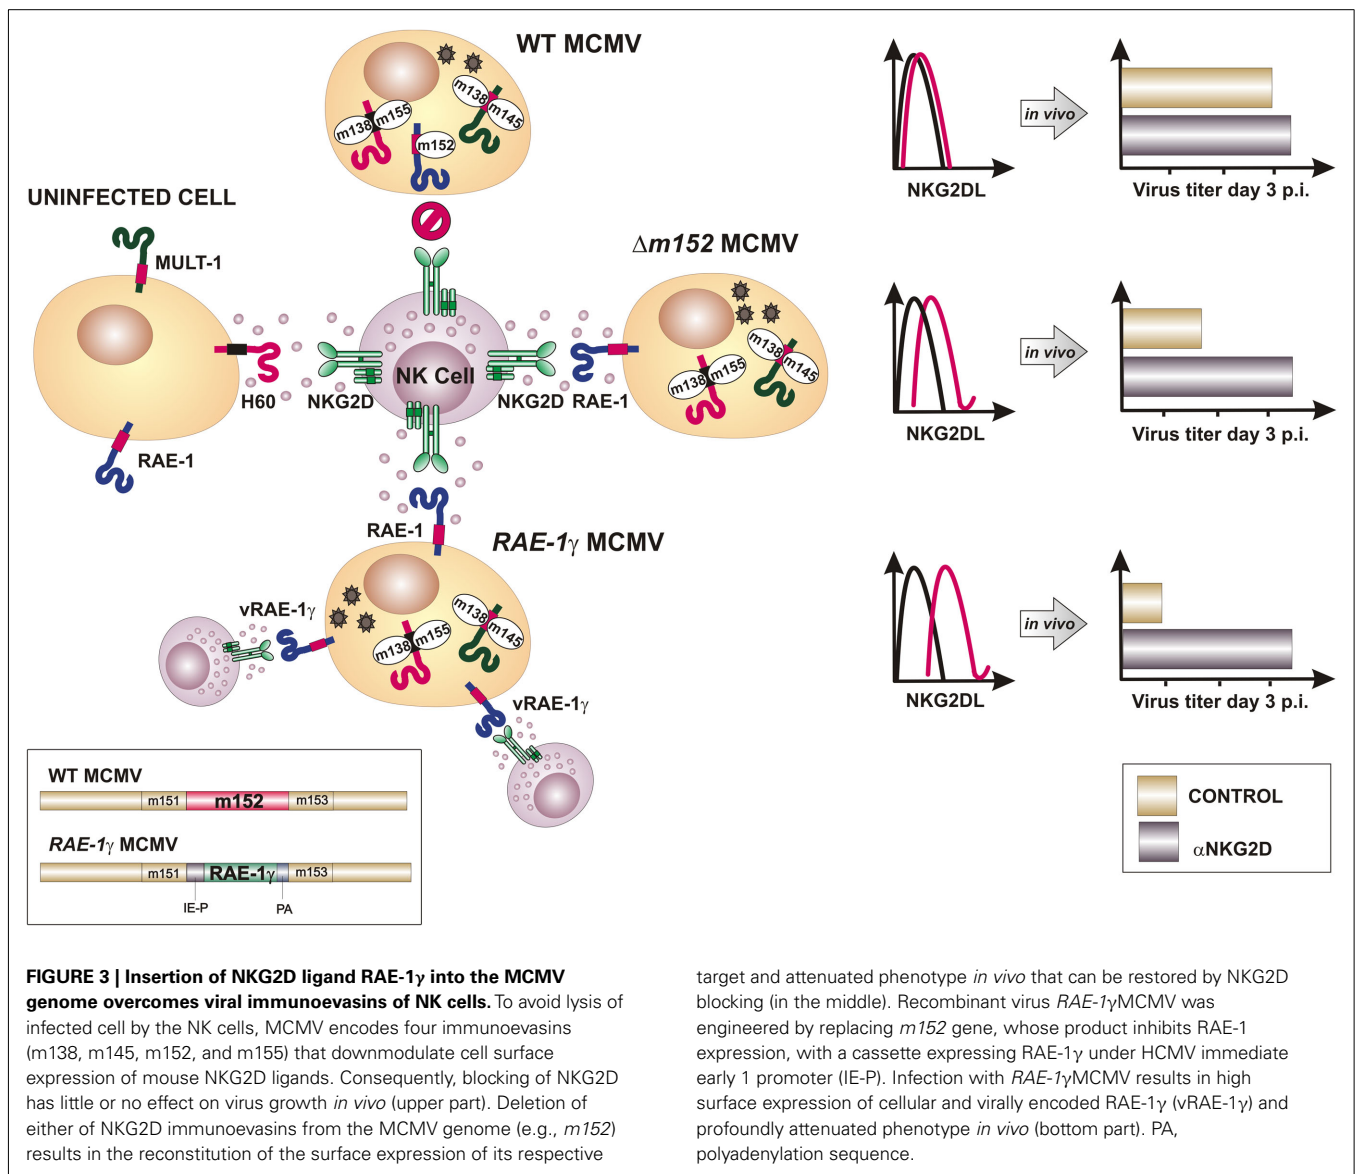 WT MCMV
m138
m155
m138
m145
m152
in vivo
NKG2DL
Virus titer day 3 p.i.
UNINFECTED CELL
MULT-1
H60
RAE-1
NK Cell
NKG2D
NKG2D
RAE-1
Δm152 MCMV
m138
m155
m138
m145
in vivo
NKG2DL
Virus titer day 3 p.i.
RAE-1
RAE-1γ MCMV
vRAE-1γ
m138
m155
m138
m145
vRAE-1γ
in vivo
NKG2DL
Virus titer day 3 p.i.
WT MCMV
m151 m152 m153
RAE-1γ MCMV
m151 RAE-1γ m153
IE-P PA
CONTROL
αNKG2D
FIGURE 3 | Insertion of NKG2D ligand RAE-1γ into the MCMV
genome overcomes viral immunoevasins of NK cells. To avoid lysis of
infected cell by the NK cells, MCMV encodes four immunoevasins
(m138, m145, m152, and m155) that downmodulate cell surface
expression of mouse NKG2D ligands. Consequently, blocking of NKG2D
has little or no effect on virus growth in vivo (upper part). Deletion of
either of NKG2D immunoevasins from the MCMV genome (e.g., m152)
results in the reconstitution of the surface expression of its respective
target and attenuated phenotype in vivo that can be restored by NKG2D
blocking (in the middle). Recombinant virus RAE-1γMCMV was
engineered by replacing m152 gene, whose product inhibits RAE-1
expression, with a cassette expressing RAE-1γ under HCMV immediate
early 1 promoter (IE-P). Infection with RAE-1γMCMV results in high
surface expression of cellular and virally encoded RAE-1γ (vRAE-1γ) and
profoundly attenuated phenotype in vivo (bottom part). PA,
polyadenylation sequence.